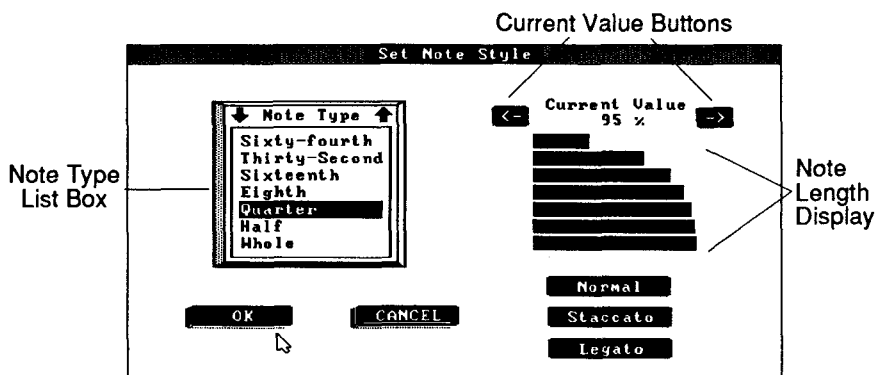 Current Value Buttons
Set Note Style
<- Current Value ->
95 %
Note Type
Sixty-fourth
Thirty-Second
Sixteenth
Eighth
Quarter
Half
Whole
Note Type
List Box
Note
Length
Display
Normal
Staccato
Legato
OK
CANCEL